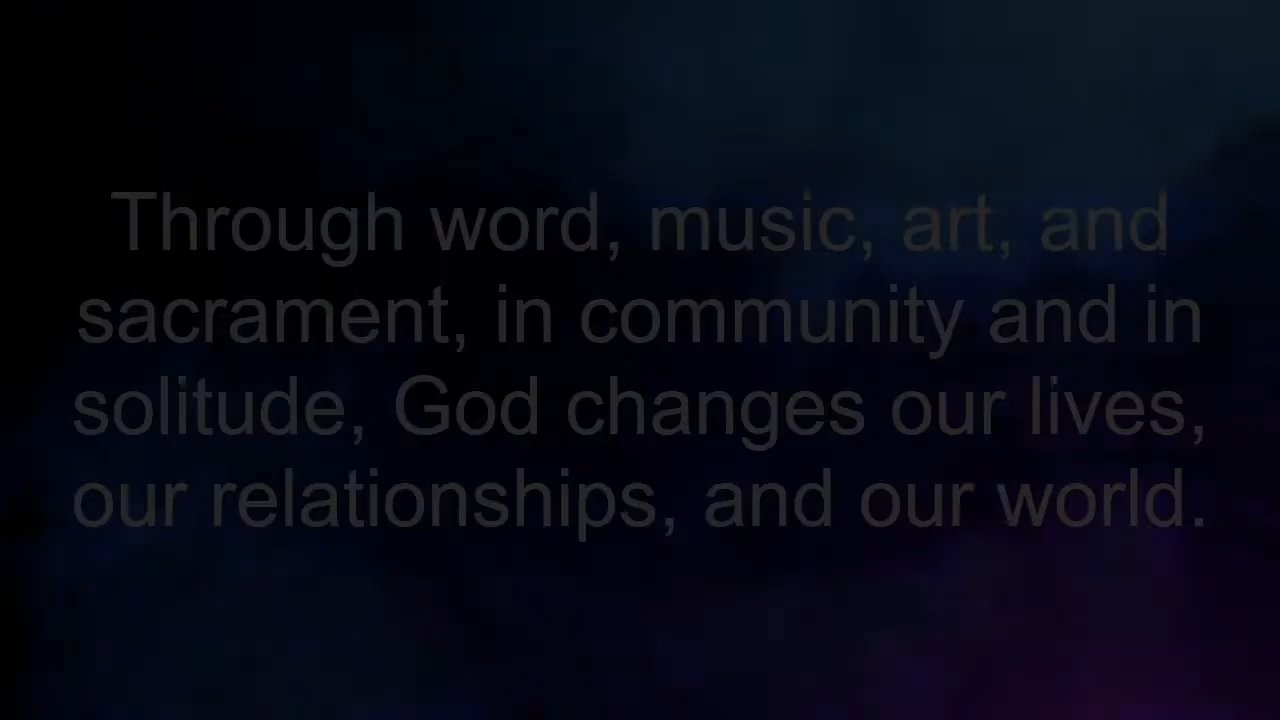 Through word, music, art, and
sacrament, in community and in
solitude, God changes our lives,
our relationships, and our world.